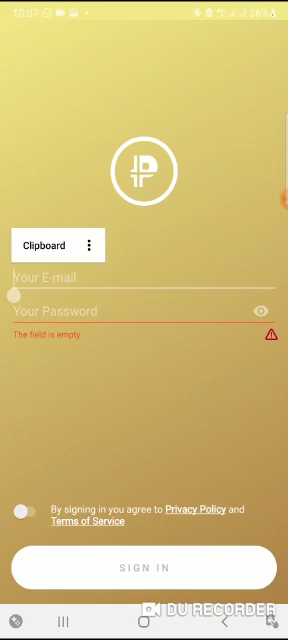 10:07
36%
Clipboard
Your E-mail
Your Password
The field is empty
By signing in you agree to Privacy Policy and
Terms of Service
SIGN IN
DU RECORDER